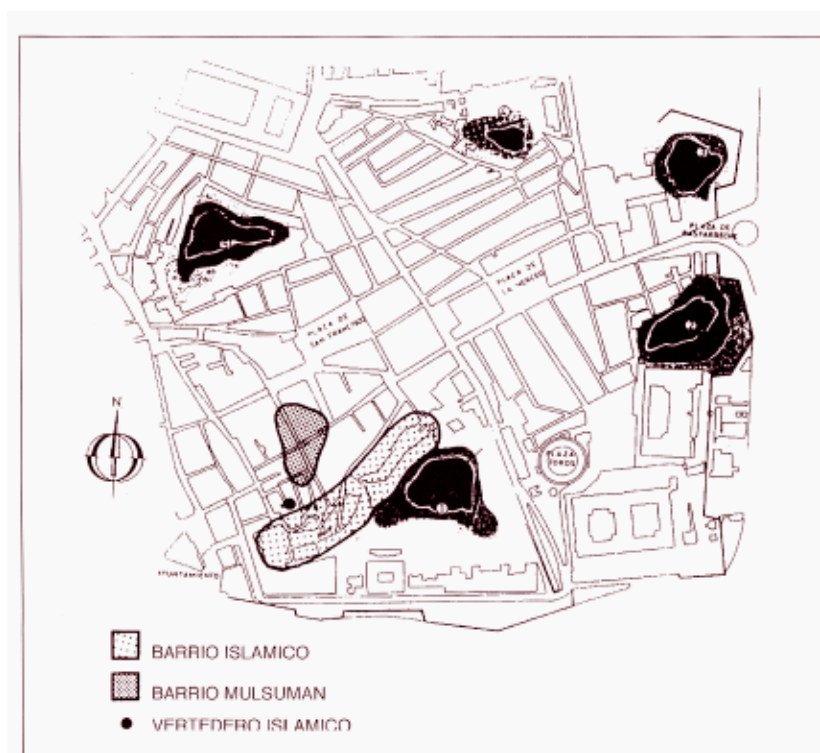 PLAZA DE
BASTARRECHE
PLAZA DE
LA MERCED
PLAZA DE
SAN FRANCISCO
N
PLAZA
TOROS
AYUNTAMIENTO
BARRIO ISLAMICO
BARRIO MULSUMAN
VERTEDERO ISLAMICO